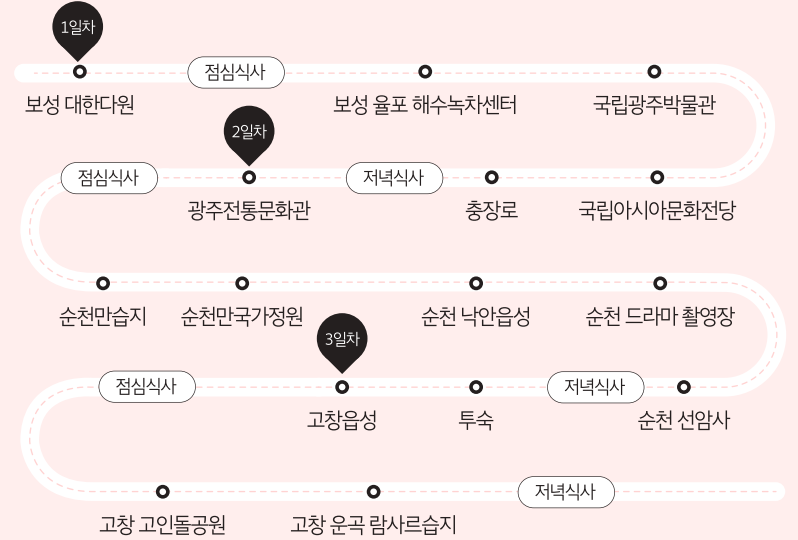 1일차
점심식사
보성 대한다원
보성 율포 해수녹차센터
국립광주박물관
2일차
점심식사
저녁식사
광주전통문화관
충장로
국립아시아문화전당
순천만습지
순천만국가정원
순천 낙안읍성
순천 드라마 촬영장
3일차
점심식사
저녁식사
고창읍성
투숙
순천 선암사
저녁식사
고창 고인돌공원
고창 운곡 람사르습지